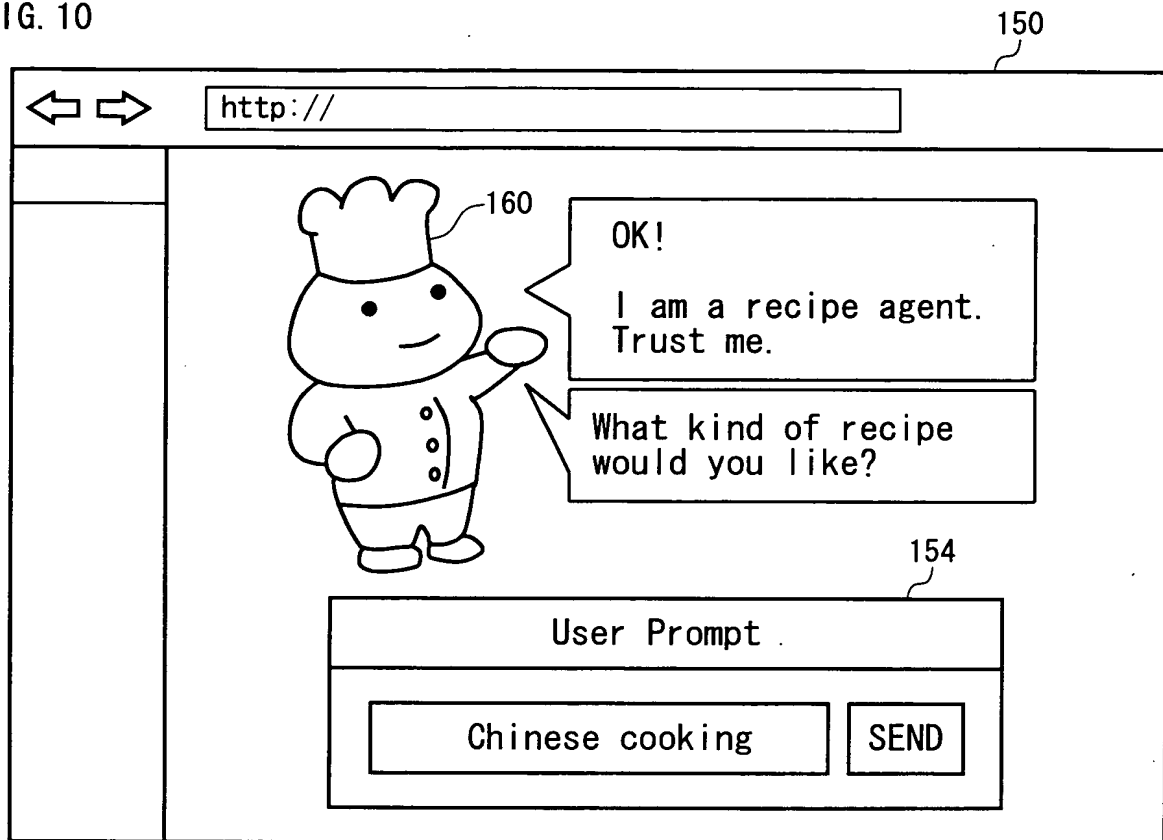 IG. 10
150
http://
160
OK!
I am a recipe agent.
Trust me.
What kind of recipe
would you like?
154
User Prompt
Chinese cooking
SEND